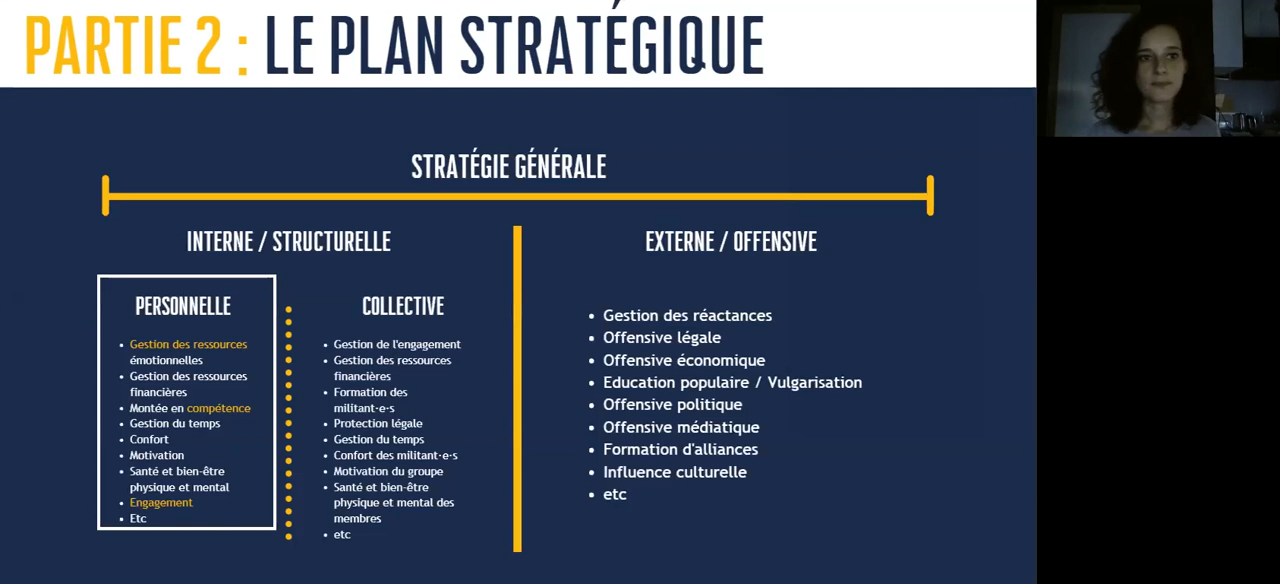 PARTIE 2 : LE PLAN STRATÉGIQUE
STRATÉGIE GÉNÉRALE
INTERNE / STRUCTURELLE
PERSONNELLE
• Gestion des ressources
émotionnelles
• Gestion des ressources
financières
• Montée en compétence
• Gestion du temps
• Confort
• Motivation
• Santé et bien-être
physique et mental
• Engagement
• Etc
COLLECTIVE
• Gestion de l'engagement
• Gestion des ressources
financières
• Formation des
militant·e·s
• Protection légale
• Gestion du temps
• Confort des militant·e·s
• Motivation du groupe
• Santé et bien-être
physique et mental des
membres
• etc
EXTERNE / OFFENSIVE
• Gestion des réactances
• Offensive légale
• Offensive économique
• Education populaire / Vulgarisation
• Offensive politique
• Offensive médiatique
• Formation d'alliances
• Influence culturelle
• etc